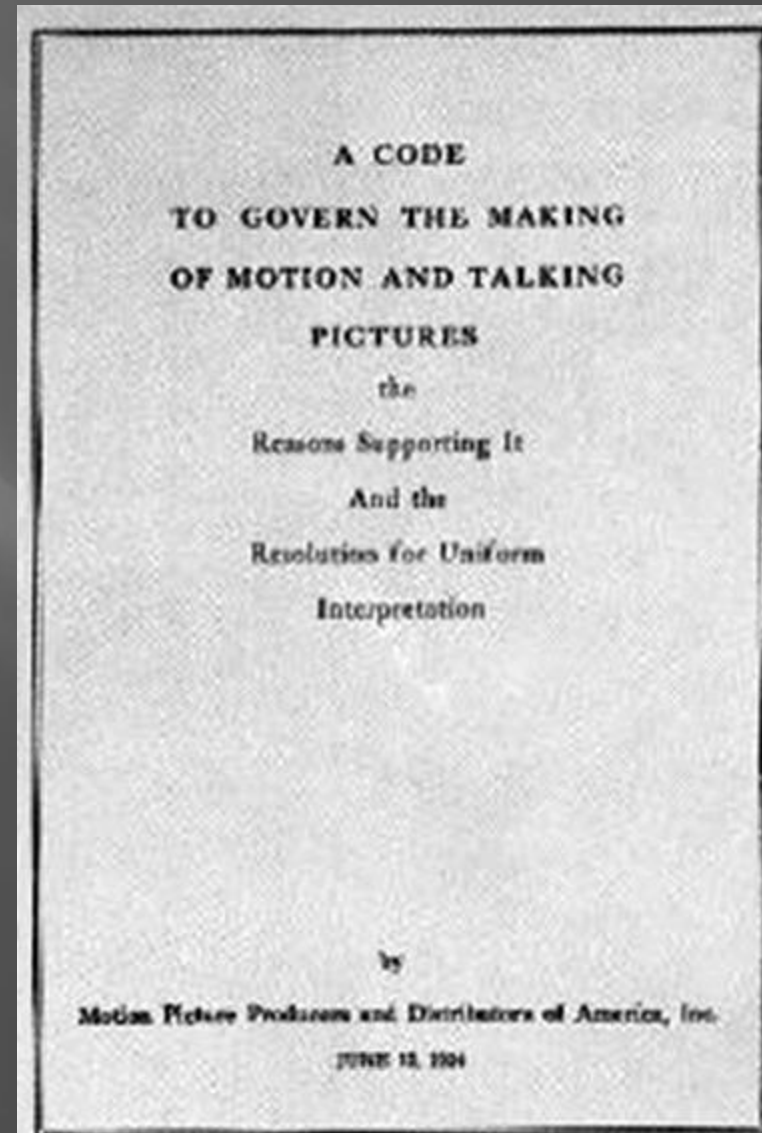 A CODE
TO GOVERN THE MAKING
OF MOTION AND TALKING
PICTURES
the
Reasons Supporting It
And the
Resolution for Uniform
Interpretation
by
Motion Picture Producers and Distributors of America, Inc.
JUNE 13, 1934